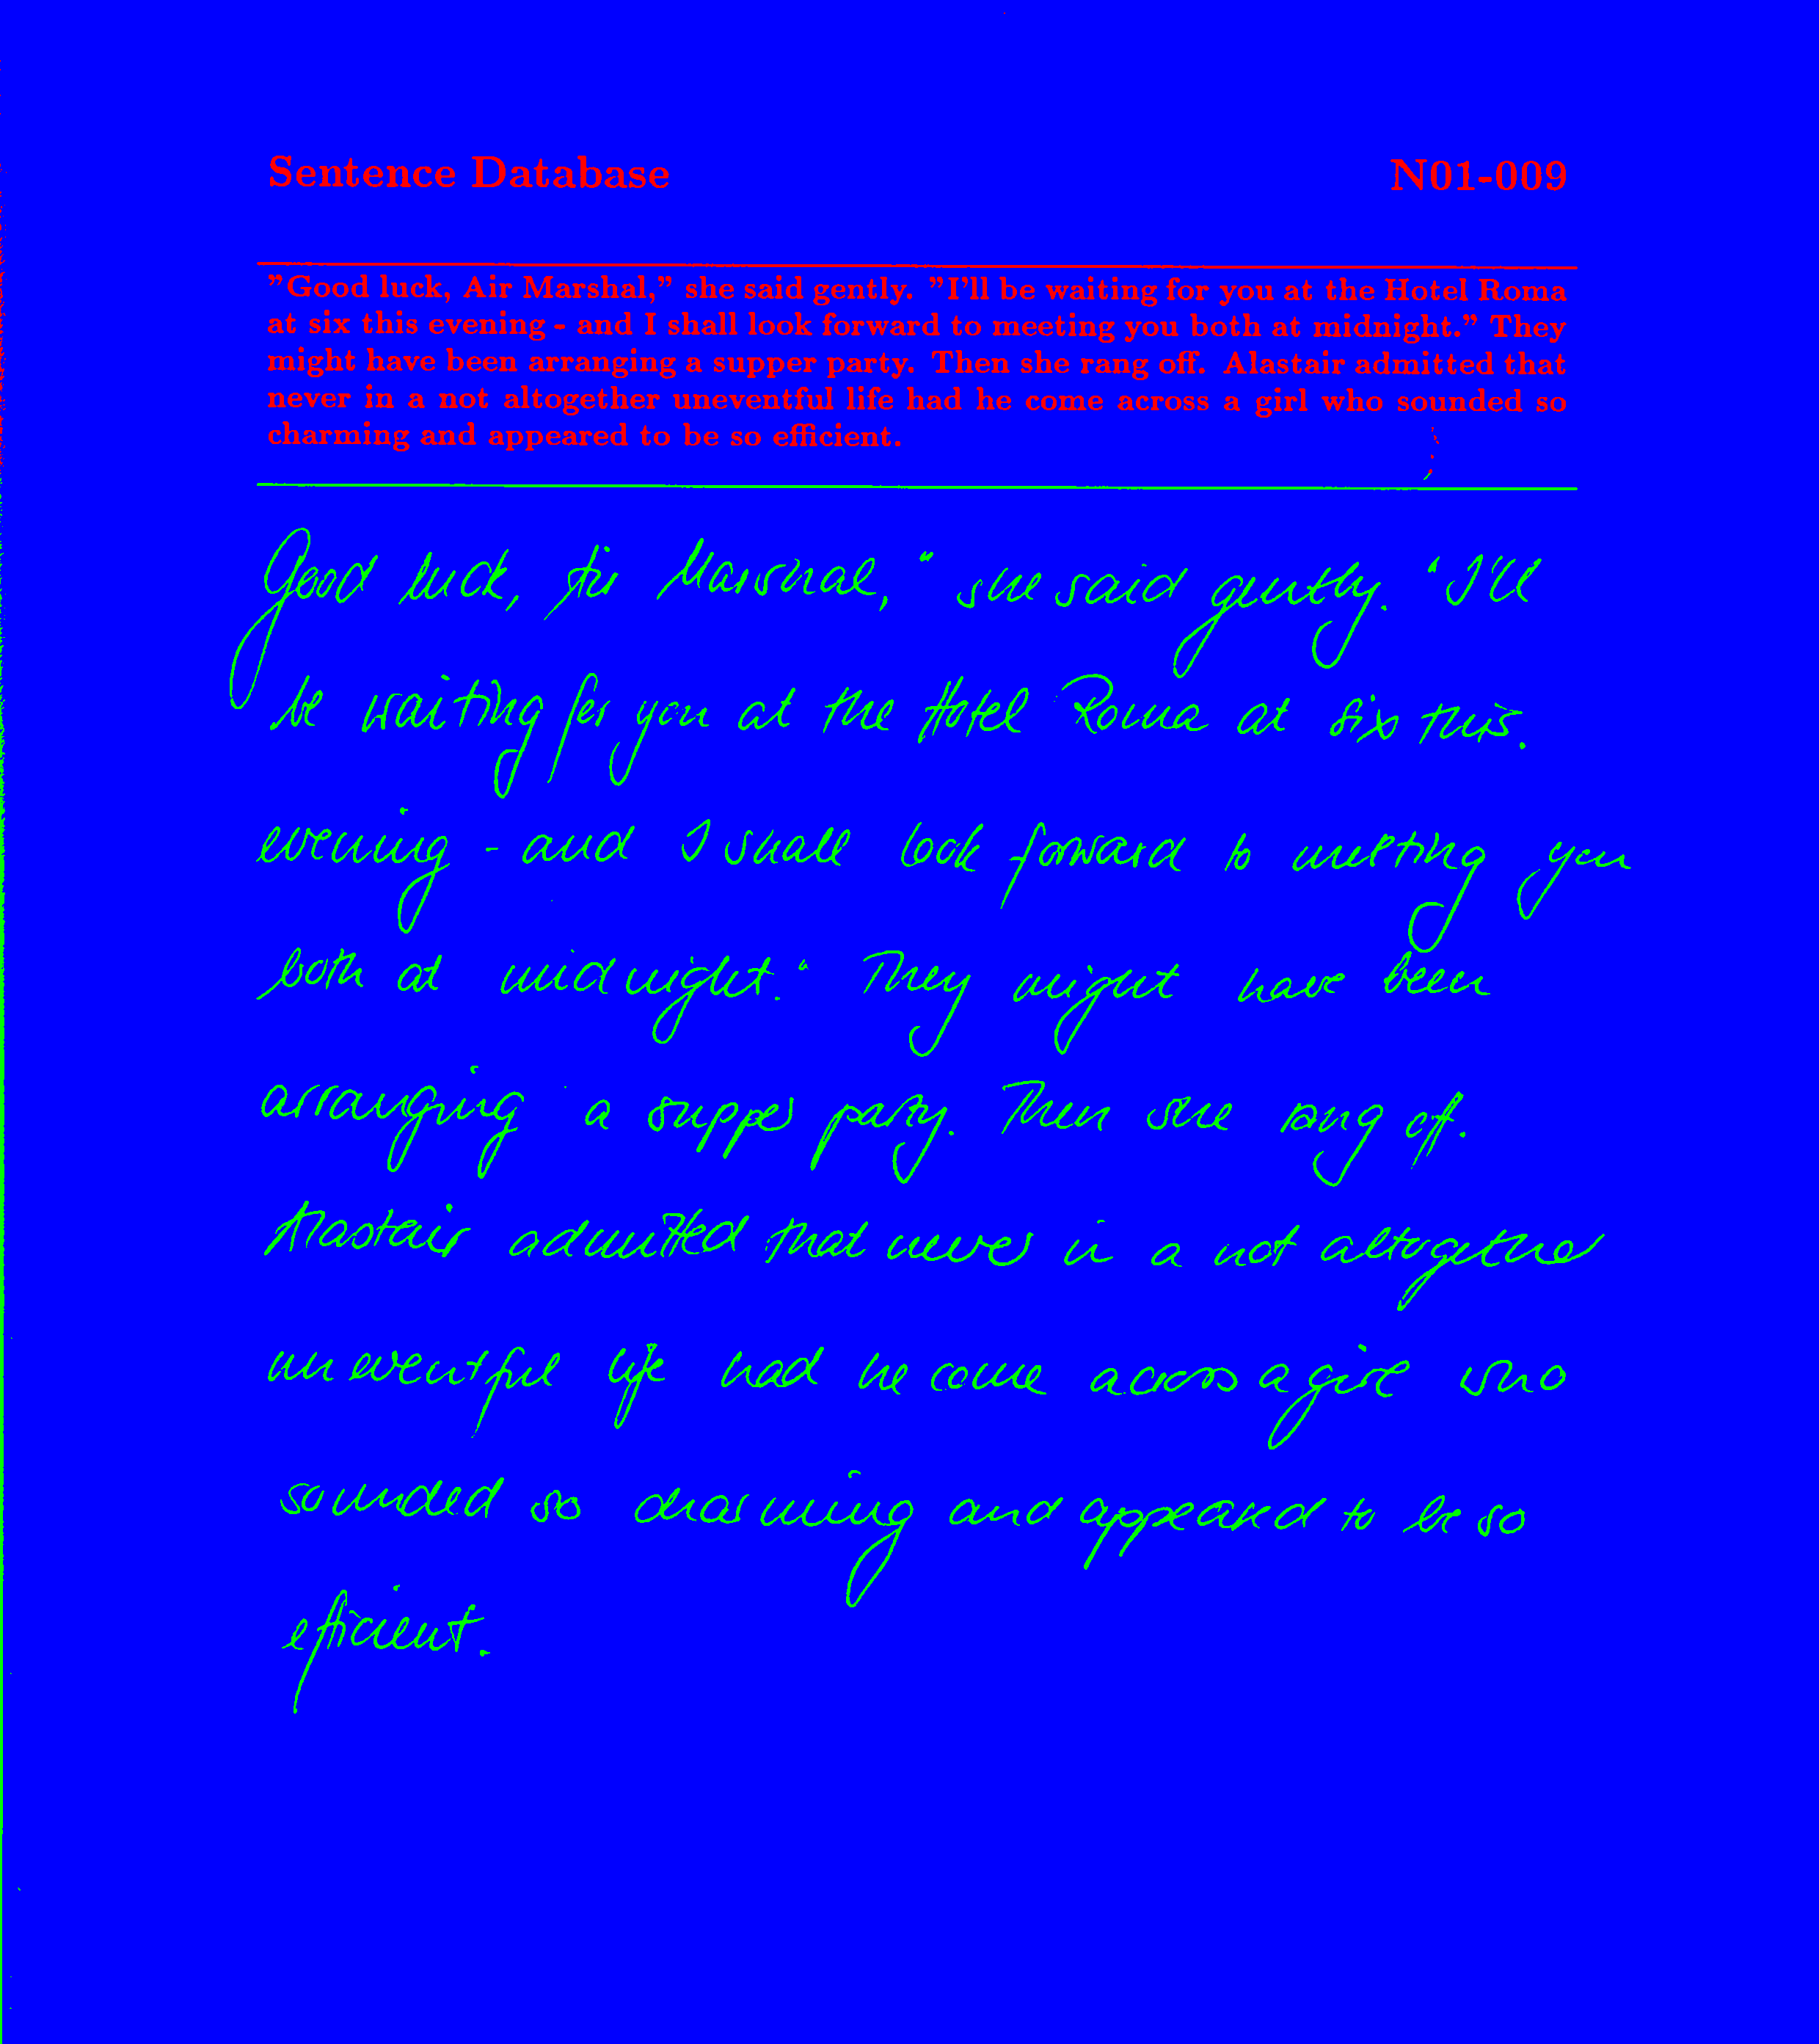 Sentence Database N01-009
"Good luck, Air Marshal," she said gently. "I'll be waiting for you at the Hotel Roma
at six this evening - and I shall look forward to meeting you both at midnight." They
might have been arranging a supper party. Then she rang off. Alastair admitted that
never in a not altogether uneventful life had he come across a girl who sounded so
charming and appeared to be so efficient.
Good luck, Air Marshal," she said gently. "I'll
be waiting for you at the Hotel Roma at six this.
evening - and I shall look forward to meeting you
both at midnight." They might have been
arranging a supper party. Then she rang off.
Alastair admitted that never in a not altogether
uneventful life had he come across a girl who
sounded so charming and appeared to be so
efficient.